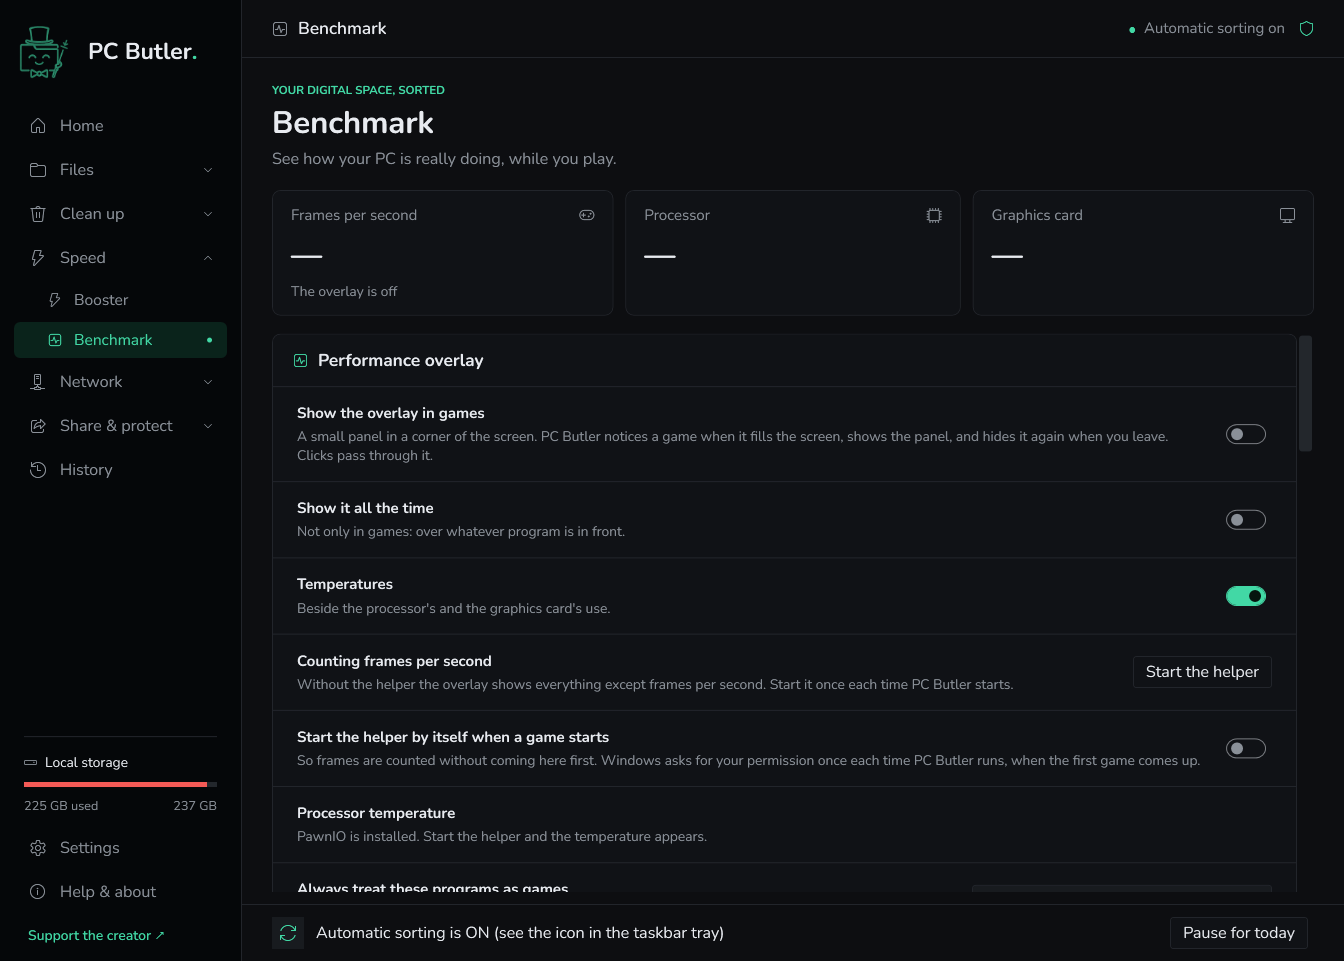 PC Butler.
Home
Files
Clean up
Speed
Booster
Benchmark
Network
Share & protect
History
Local storage
225 GB used
237 GB
Settings
Help & about
Support the creator ↗
Benchmark
Automatic sorting on
YOUR DIGITAL SPACE, SORTED
Benchmark
See how your PC is really doing, while you play.
Frames per second
—
The overlay is off
Processor
—
Graphics card
—
Performance overlay
Show the overlay in games
A small panel in a corner of the screen. PC Butler notices a game when it fills the screen, shows the panel, and hides it again when you leave.
Clicks pass through it.
Show it all the time
Not only in games: over whatever program is in front.
Temperatures
Beside the processor's and the graphics card's use.
Counting frames per second
Without the helper the overlay shows everything except frames per second. Start it once each time PC Butler starts.
Start the helper
Start the helper by itself when a game starts
So frames are counted without coming here first. Windows asks for your permission once each time PC Butler runs, when the first game comes up.
Processor temperature
PawnIO is installed. Start the helper and the temperature appears.
Always treat these programs as games
Automatic sorting is ON (see the icon in the taskbar tray)
Pause for today